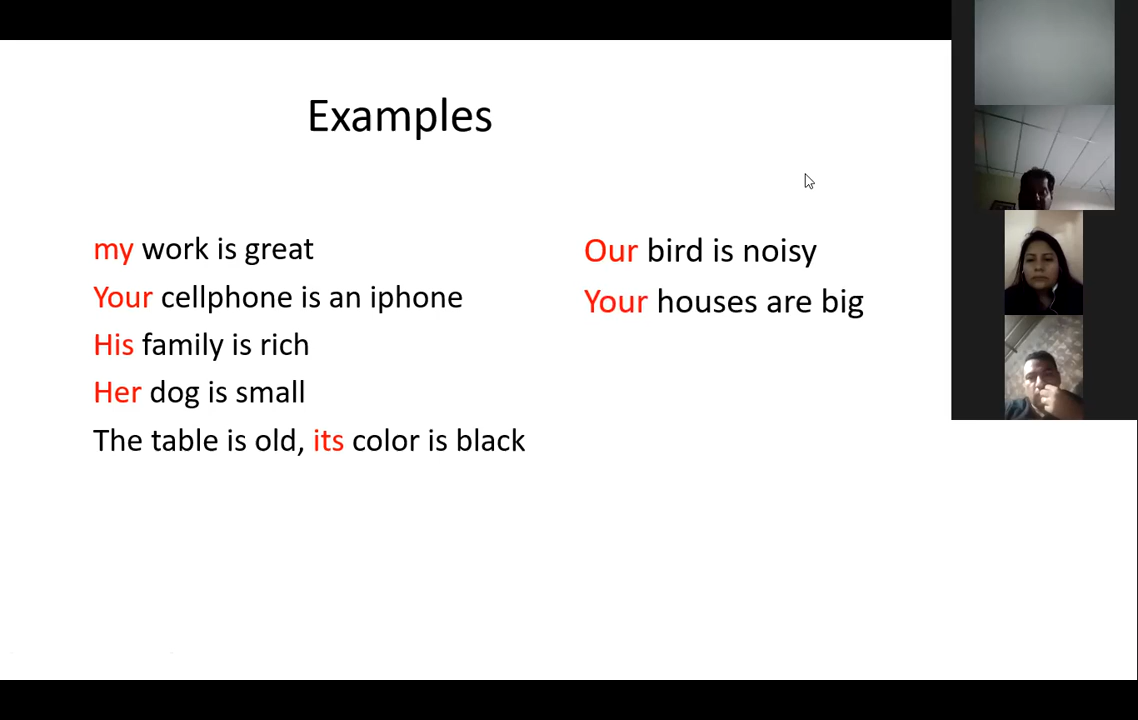 Examples
my work is great
Your cellphone is an iphone
His family is rich
Her dog is small
The table is old, its color is black
Our bird is noisy
Your houses are big